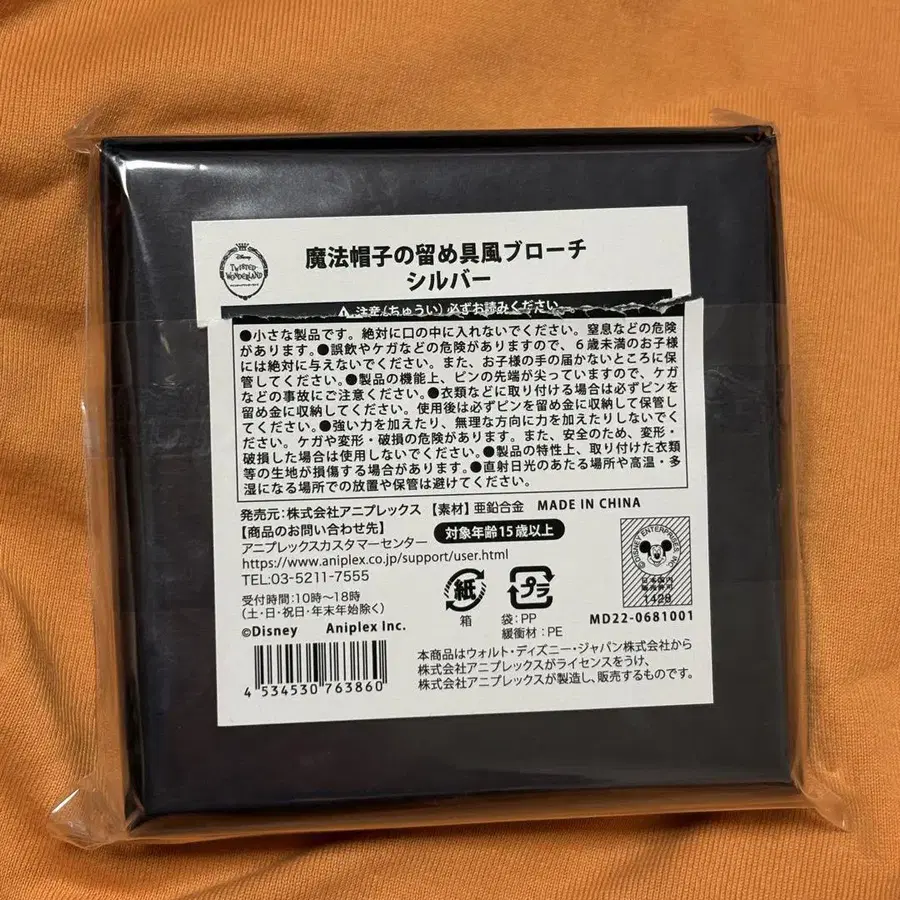 Disney
TWISTED-
WONDERLAND
魔法帽子の留め具風ブローチ
シルバー
注意(ちゅうい)必ずお読みください
●小さな製品です。絶対に口の中に入れないでください。窒息などの危険
があります。●誤飲やケガなどの危険がありますので、6歳未満のお子様
には絶対に与えないでください。また、お子様の手の届かないところに保
管してください。●製品の機能上、ピンの先端が尖っていますので、ケガ
などの事故にご注意ください。●衣類などに取り付ける場合は必ずピンを
留め金に収納してください。使用後は必ずピンを留め金に収納して保管し
てください。●強い力を加えたり、無理な方向に力を加えたりしないでく
ださい。ケガや変形・破損の危険があります。また、安全のため、変形・
破損した場合は使用しないでください。●製品の特性上、取り付けた衣類
等の生地が損傷する場合があります。●直射日光のあたる場所や高温・多
湿になる場所での放置や保管は避けてください。
発売元:株式会社アニプレックス 【素材】亜鉛合金 MADE IN CHINA
【商品のお問い合わせ先】 対象年齢15歳以上
アニプレックスカスタマーセンター
https://www.aniplex.co.jp/support/user.html
TEL:03-5211-7555
受付時間:10時~18時
(土・日・祝日・年末年始除く)
©Disney Aniplex Inc.
紙
箱
プラ
袋:PP
緩衝材:PE
©DISNEY ENTERPRISES, INC.
日本国内
販売許可
1428
MD22-0681001
4 534530 763860
本商品はウォルト・ディズニー・ジャパン株式会社から
株式会社アニプレックスがライセンスをうけ、
株式会社アニプレックスが製造し、販売するものです。